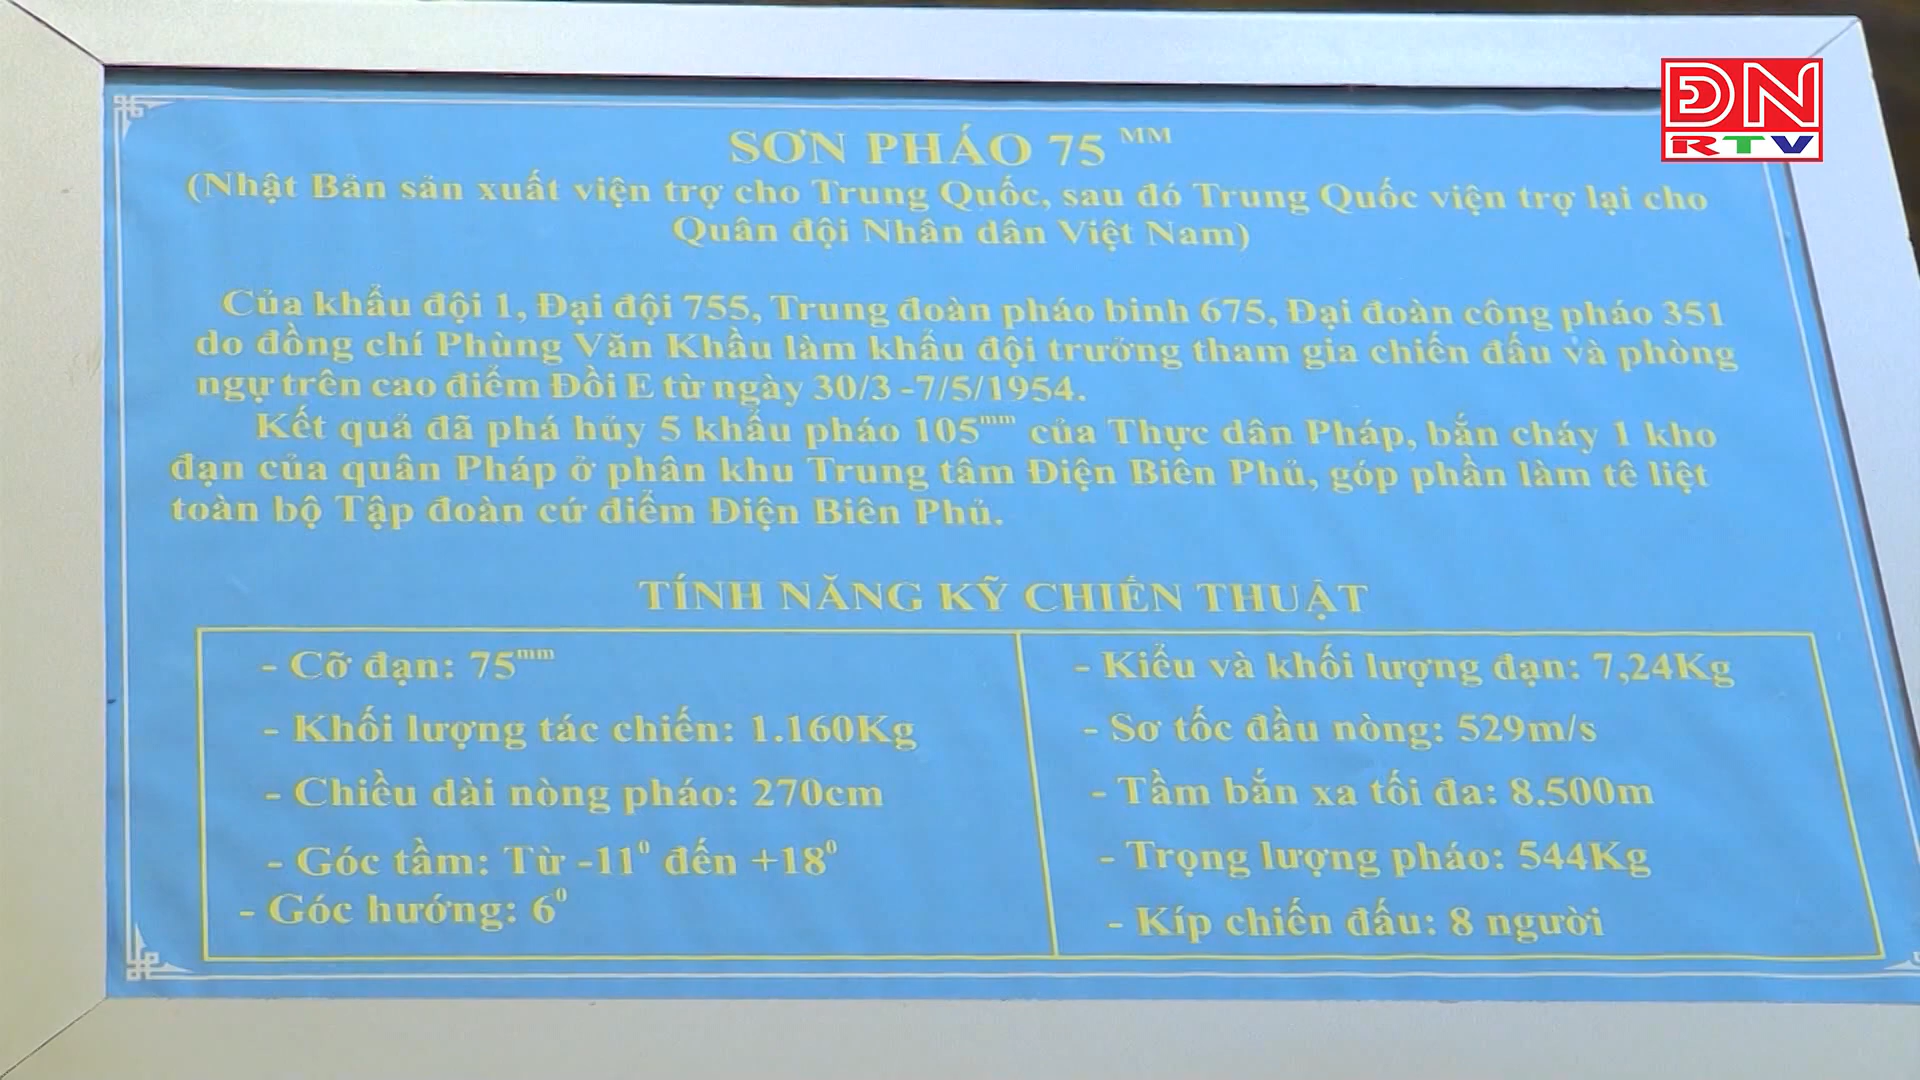 ĐN
RTV
SƠN PHÁO 75 MM
(Nhật Bản sản xuất viện trợ cho Trung Quốc, sau đó Trung Quốc viện trợ lại cho
Quân đội Nhân dân Việt Nam)
Của khẩu đội 1, Đại đội 755, Trung đoàn pháo binh 675, Đại đoàn công pháo 351
do đồng chí Phùng Văn Khầu làm khẩu đội trưởng tham gia chiến đấu và phòng
ngự trên cao điểm Đồi E từ ngày 30/3 -7/5/1954.
Kết quả đã phá hủy 5 khẩu pháo 105mm của Thực dân Pháp, bắn cháy 1 kho
đạn của quân Pháp ở phân khu Trung tâm Điện Biên Phủ, góp phần làm tê liệt
toàn bộ Tập đoàn cứ điểm Điện Biên Phủ.
TÍNH NĂNG KỸ CHIẾN THUẬT
- Cỡ đạn: 75mm
- Khối lượng tác chiến: 1.160Kg
- Chiều dài nòng pháo: 270cm
- Góc tầm: Từ -11⁰ đến +18⁰
- Góc hướng: 6⁰
- Kiểu và khối lượng đạn: 7,24Kg
- Sơ tốc đầu nòng: 529m/s
- Tầm bắn xa tối đa: 8.500m
- Trọng lượng pháo: 544Kg
- Kíp chiến đấu: 8 người